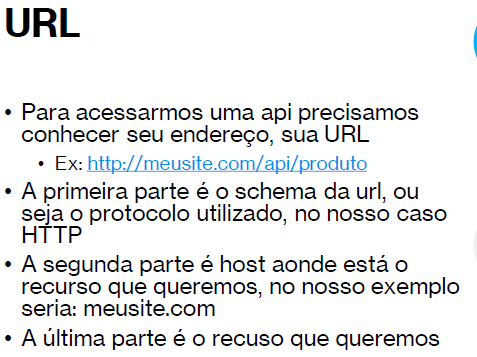 URL
• Para acessarmos uma api precisamos
conhecer seu endereço, sua URL
• Ex: http://meusite.com/api/produto
• A primeira parte é o schema da url, ou
seja o protocolo utilizado, no nosso caso
HTTP
• A segunda parte é host aonde está o
recurso que queremos, no nosso exemplo
seria: meusite.com
• A última parte é o recuso que queremos